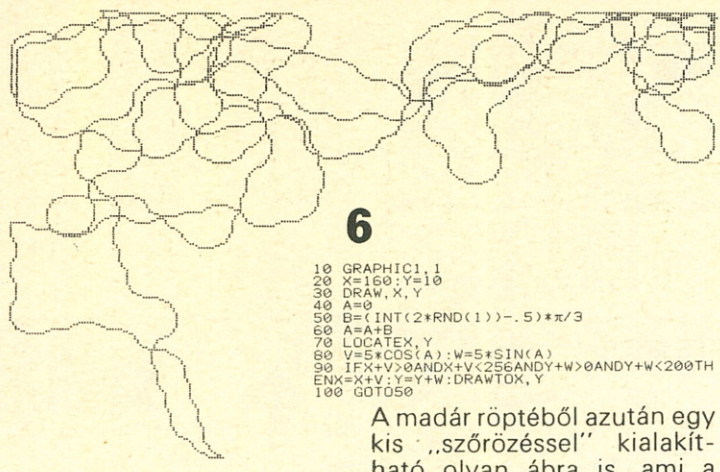 6
10 GRAPHIC1,1
20 X=160:Y=10
30 DRAW,X,Y
40 A=0
50 B=(INT(2*RND(1))-.5)*π/3
60 A=A+B
70 LOCATEX,Y
80 V=5*COS(A):W=5*SIN(A)
90 IFX+V>0ANDX+V<256ANDY+W>0ANDY+W<200TH
ENX=X+V:Y=Y+W:DRAWTOX,Y
100 GOTO50
A madár röptéből azután egy
kis „szőrözéssel" kialakít-
ható olyan ábra is, ami a